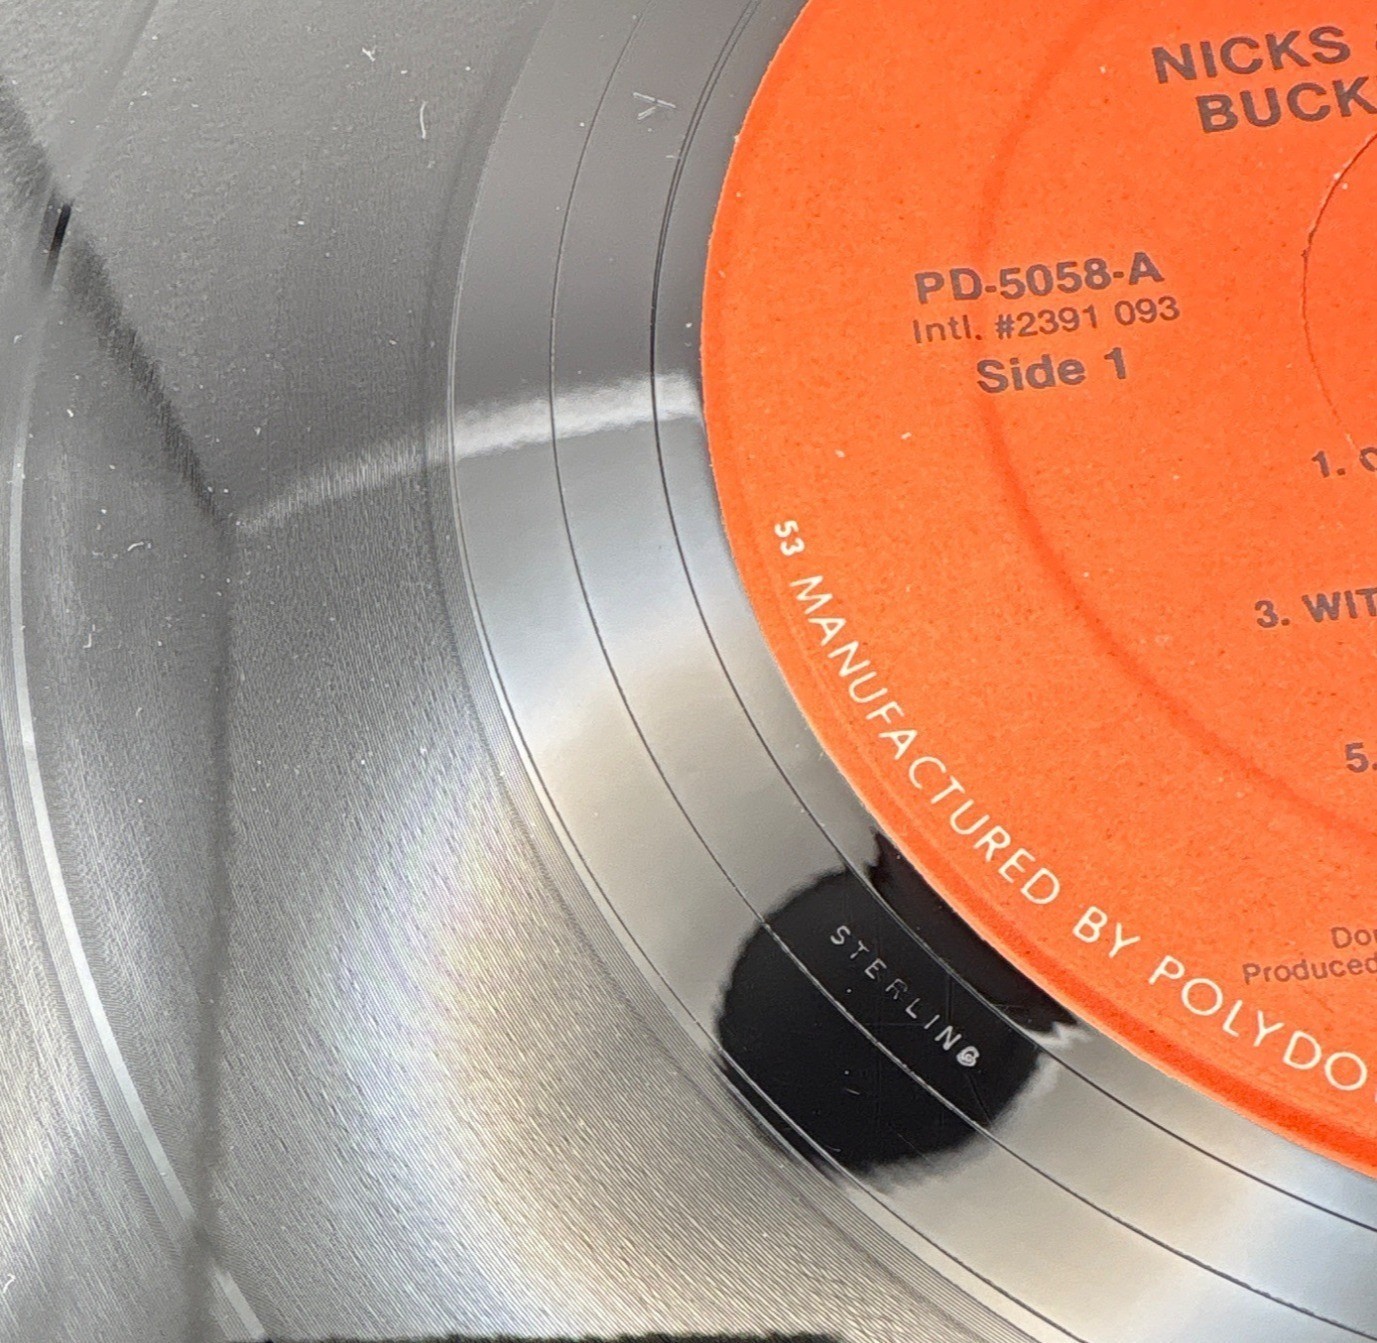 NICKS
BUCK
PD-5058-A
Intl. #2391 093
Side 1
1.
3. WIT
5.
53 MANUFACTURED BY POLYDO
Produced
STERLING